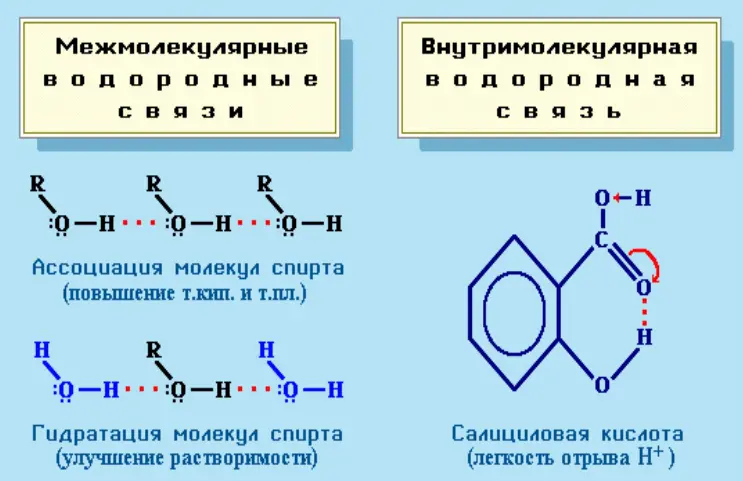 Межмолекулярные
водородные
связи
R R R
:O—H···:O—H···:O—H
Ассоциация молекул спирта
(повышение т.кип. и т.пл.)
H R H
:O—H···:O—H···:O—H
Гидратация молекул спирта
(улучшение растворимости)
Внутримолекулярная
водородная
связь
O←H
C
O
H
O
Салициловая кислота
(легкость отрыва H⁺ )